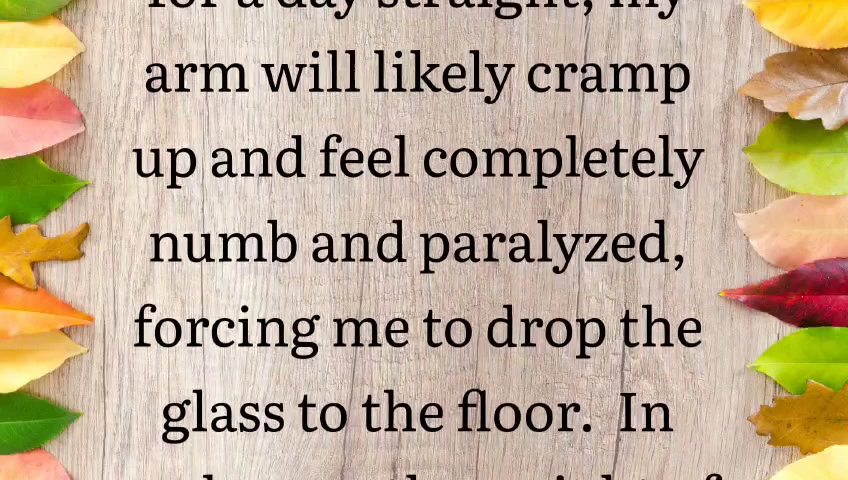 for a day straight, my
arm will likely cramp
up and feel completely
numb and paralyzed,
forcing me to drop the
glass to the floor.  In